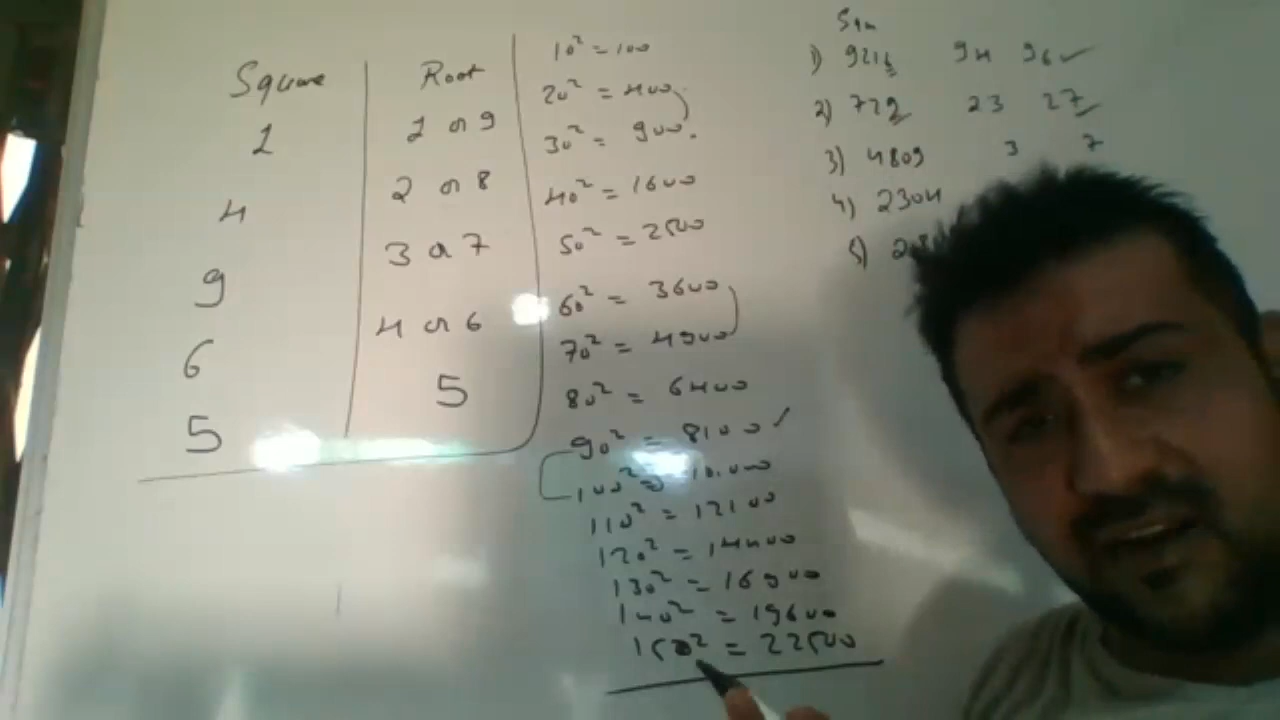 Square Root
1 1 or 9
4 2 or 8
9 3 or 7
6 4 or 6
5 5
10² = 100
20² = 400
30² = 900.
40² = 1600
50² = 2500
60² = 3600
70² = 4900
80² = 6400
90² = 8100 ✓
100² = 10.000
110² = 12100
120² = 14400
130² = 16900
140² = 19600
150² = 22500
1) 9216 94 96 ✓
2) 729 23 27
3) 4809 3 7
4) 2304
5)